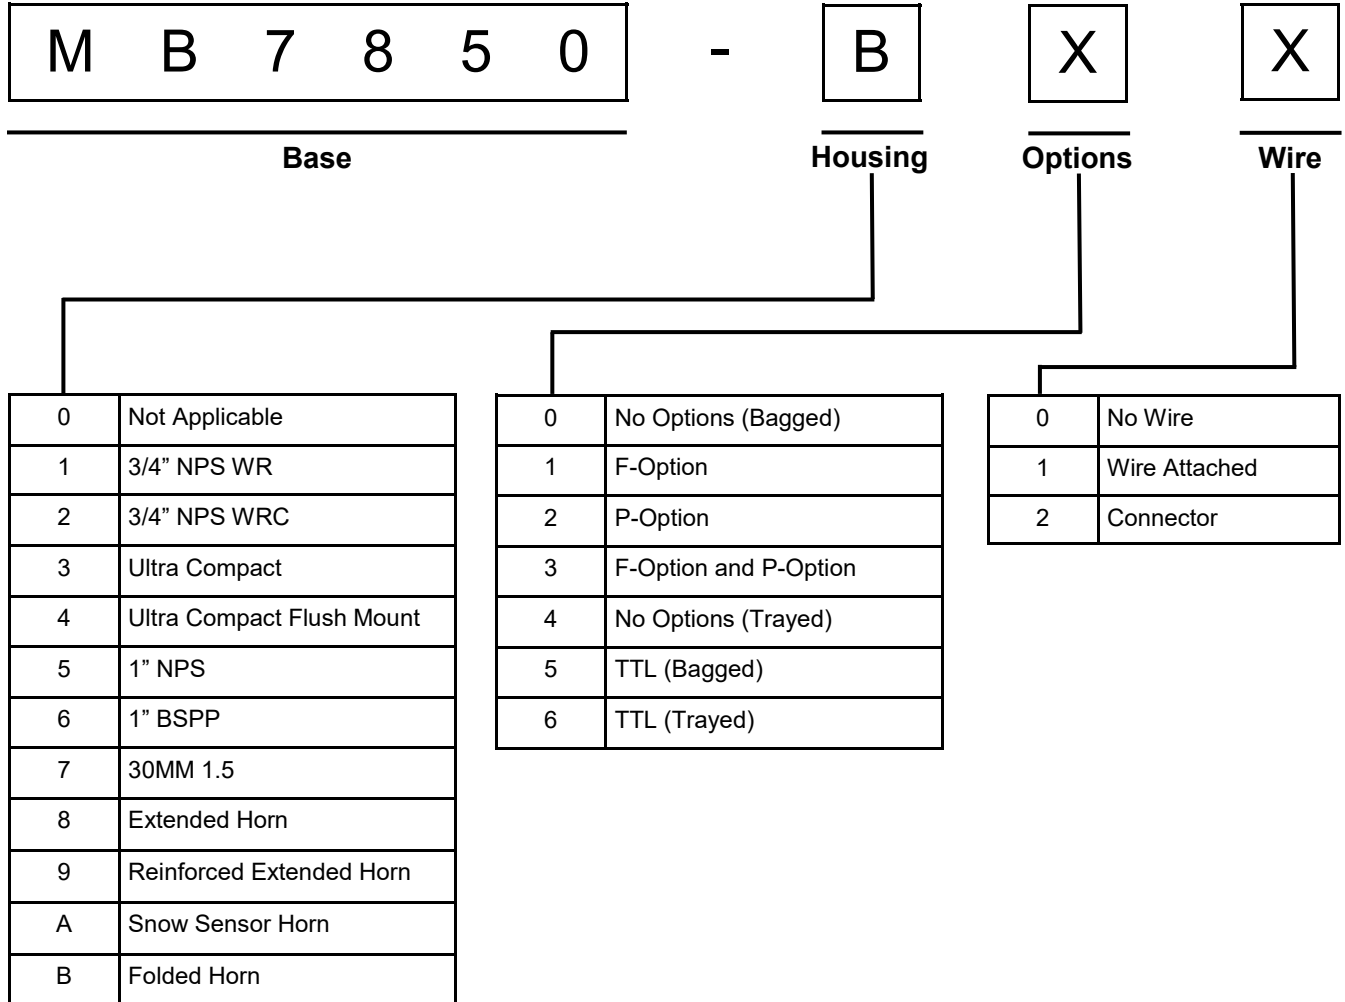 M B 7 8 5 0 - B X X
Base Housing Options Wire
0 Not Applicable
1 3/4” NPS WR
2 3/4” NPS WRC
3 Ultra Compact
4 Ultra Compact Flush Mount
5 1” NPS
6 1” BSPP
7 30MM 1.5
8 Extended Horn
9 Reinforced Extended Horn
A Snow Sensor Horn
B Folded Horn
0 No Options (Bagged)
1 F-Option
2 P-Option
3 F-Option and P-Option
4 No Options (Trayed)
5 TTL (Bagged)
6 TTL (Trayed)
0 No Wire
1 Wire Attached
2 Connector